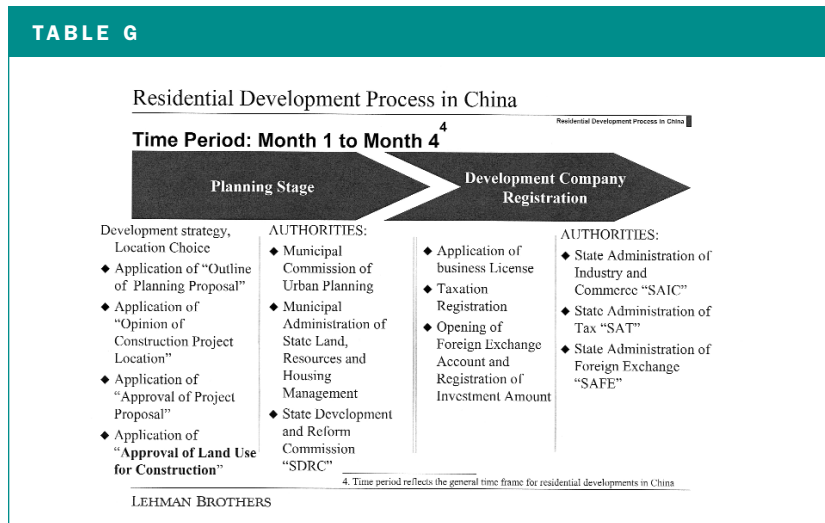 TABLE G
Residential Development Process in China
Residential Development Process in China
Time Period: Month 1 to Month 4⁴
Planning Stage
Development Company
Registration
Development strategy,
Location Choice
◆ Application of “Outline
of Planning Proposal”
◆ Application of
“Opinion of
Construction Project
Location”
◆ Application of
“Approval of Project
Proposal”
◆ Application of
“Approval of Land Use
for Construction”
AUTHORITIES:
◆ Municipal
Commission of
Urban Planning
◆ Municipal
Administration of
State Land,
Resources and
Housing
Management
◆ State Development
and Reform
Commission
“SDRC”
◆ Application of
business License
◆ Taxation
Registration
◆ Opening of
Foreign Exchange
Account and
Registration of
Investment Amount
AUTHORITIES:
◆ State Administration of
Industry and
Commerce “SAIC”
◆ State Administration of
Tax “SAT”
◆ State Administration of
Foreign Exchange
“SAFE”
4. Time period reflects the general time frame for residential developments in China
LEHMAN BROTHERS